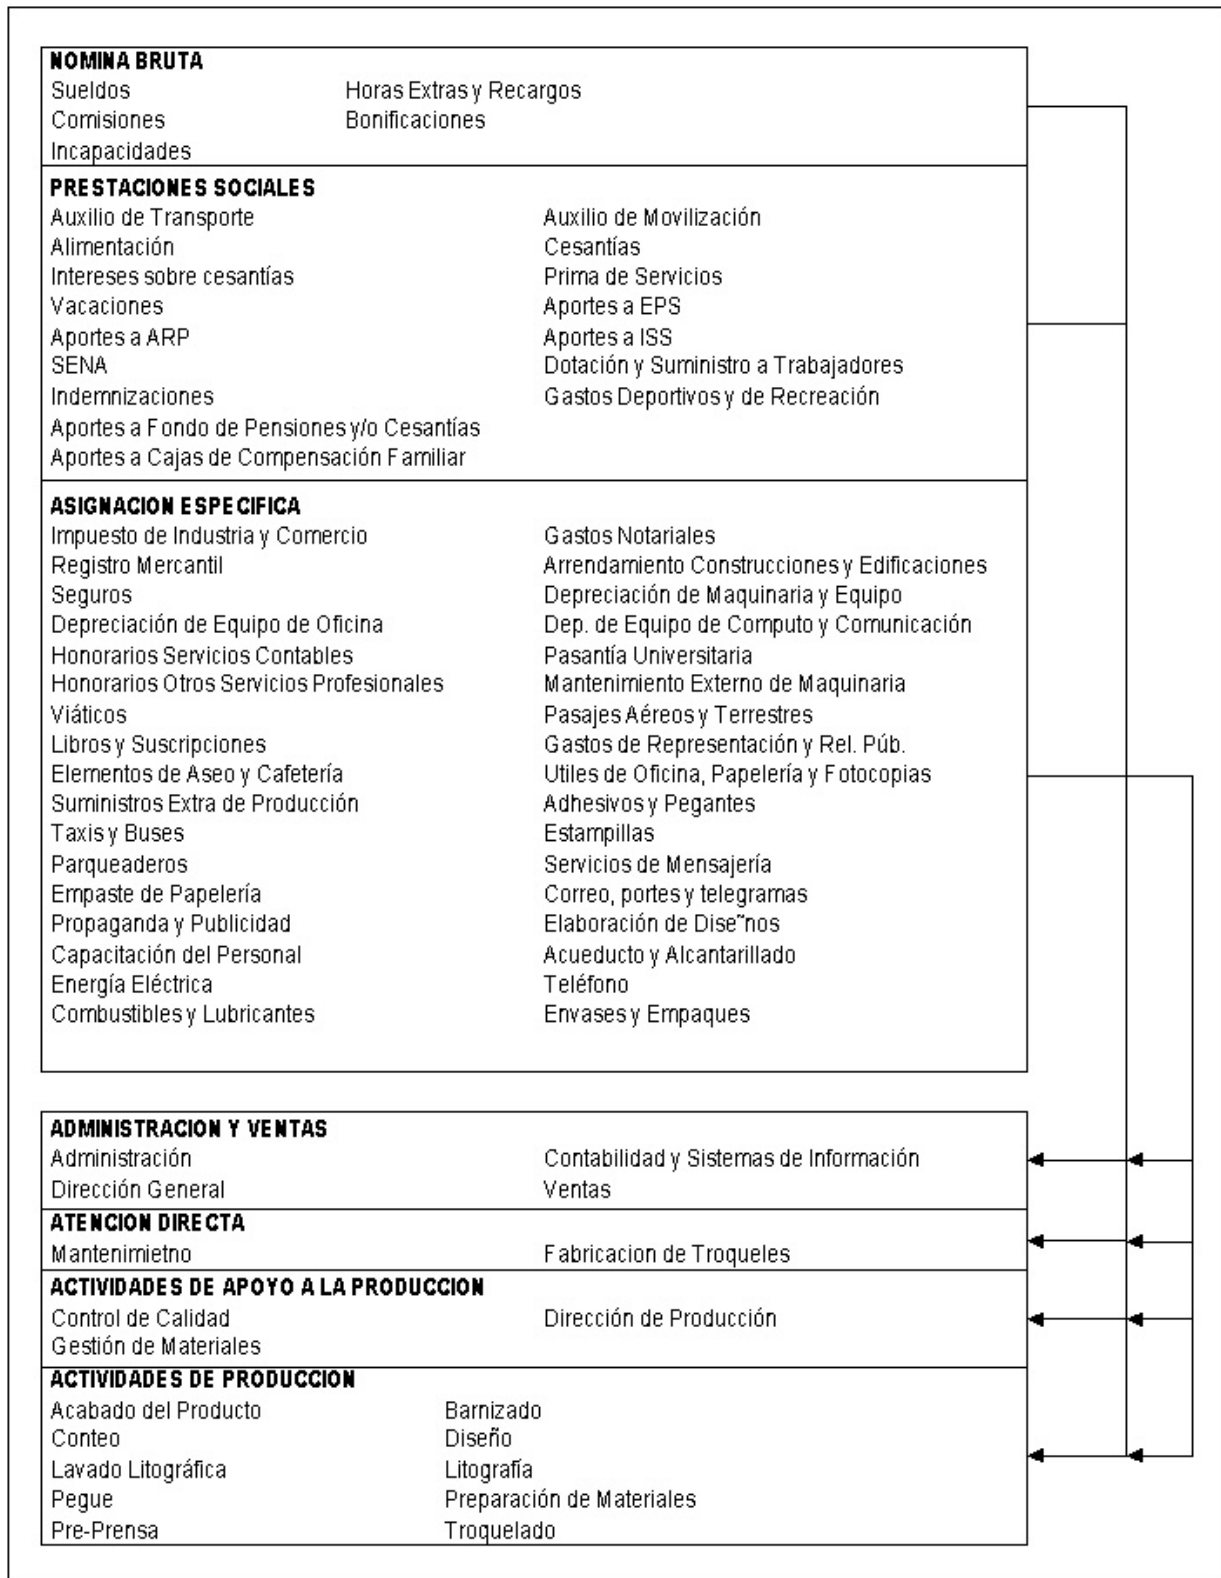 NOMINA BRUTA
Sueldos Horas Extras y Recargos
Comisiones Bonificaciones
Incapacidades
PRESTACIONES SOCIALES
Auxilio de Transporte Auxilio de Movilización
Alimentación Cesantías
Intereses sobre cesantías Prima de Servicios
Vacaciones Aportes a EPS
Aportes a ARP Aportes a ISS
SENA Dotación y Suministro a Trabajadores
Indemnizaciones Gastos Deportivos y de Recreación
Aportes a Fondo de Pensiones y/o Cesantías
Aportes a Cajas de Compensación Familiar
ASIGNACION ESPECIFICA
Impuesto de Industria y Comercio Gastos Notariales
Registro Mercantil Arrendamiento Construcciones y Edificaciones
Seguros Depreciación de Maquinaria y Equipo
Depreciación de Equipo de Oficina Dep. de Equipo de Computo y Comunicación
Honorarios Servicios Contables Pasantía Universitaria
Honorarios Otros Servicios Profesionales Mantenimiento Externo de Maquinaria
Viáticos Pasajes Aéreos y Terrestres
Libros y Suscripciones Gastos de Representación y Rel. Púb.
Elementos de Aseo y Cafetería Utiles de Oficina, Papelería y Fotocopias
Suministros Extra de Producción Adhesivos y Pegantes
Taxis y Buses Estampillas
Parqueaderos Servicios de Mensajería
Empaste de Papelería Correo, portes y telegramas
Propaganda y Publicidad Elaboración de Dise~nos
Capacitación del Personal Acueducto y Alcantarillado
Energía Eléctrica Teléfono
Combustibles y Lubricantes Envases y Empaques
ADMINISTRACION Y VENTAS
Administración Contabilidad y Sistemas de Información
Dirección General Ventas
ATENCION DIRECTA
Mantenimietno Fabricacion de Troqueles
ACTIVIDADES DE APOYO A LA PRODUCCION
Control de Calidad Dirección de Producción
Gestión de Materiales
ACTIVIDADES DE PRODUCCION
Acabado del Producto Barnizado
Conteo Diseño
Lavado Litográfica Litografía
Pegue Preparación de Materiales
Pre-Prensa Troquelado